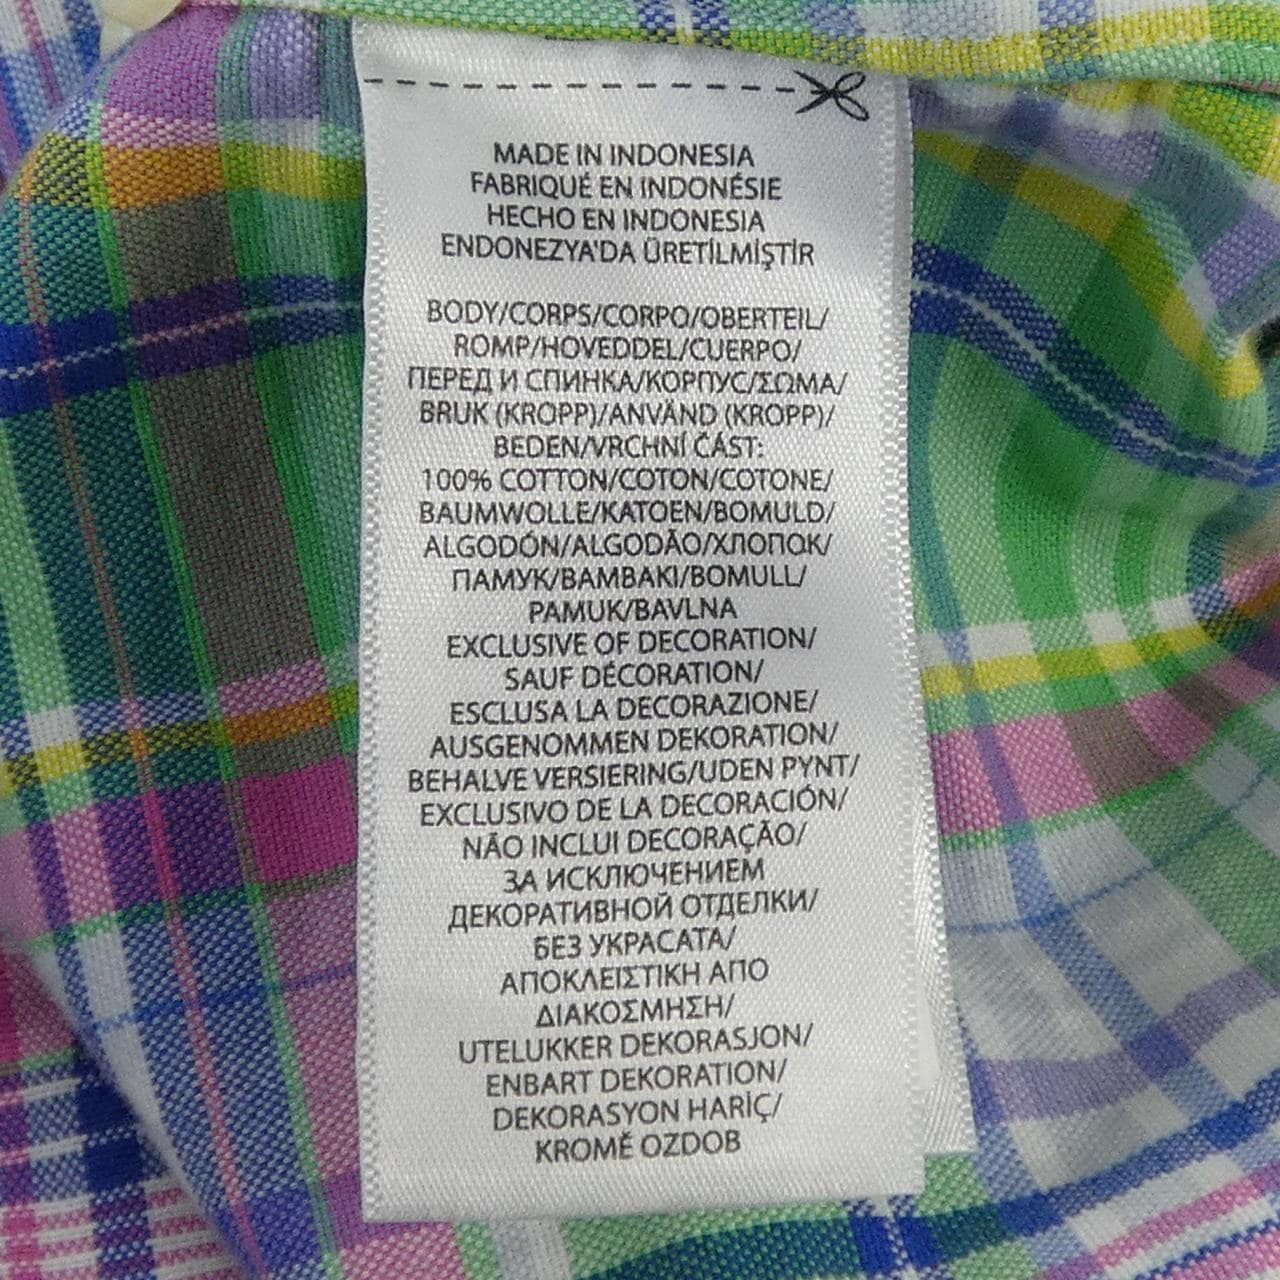 MADE IN INDONESIA
FABRIQUÉ EN INDONÉSIE
HECHO EN INDONESIA
ENDONEZYA'DA ÜRETİLMİŞTİR
BODY/CORPS/CORPO/OBERTEIL/
ROMP/HOVEDDEL/CUERPO/
ПЕРЕД И СПИНКА/КОРПУС/ΣΩΜΑ/
BRUK (KROPP)/ANVÄND (KROPP)/
BEDEN/VRCHNÍ ČÁST:
100% COTTON/COTON/COTONE/
BAUMWOLLE/KATOEN/BOMULD/
ALGODÓN/ALGODÃO/ХЛОПОК/
ПАМУК/BAMBAKI/BOMULL/
PAMUK/BAVLNA
EXCLUSIVE OF DECORATION/
SAUF DÉCORATION/
ESCLUSA LA DECORAZIONE/
AUSGENOMMEN DEKORATION/
BEHALVE VERSIERING/UDEN PYNT/
EXCLUSIVO DE LA DECORACIÓN/
NÃO INCLUI DECORAÇÃO/
ЗА ИСКЛЮЧЕНИЕМ
ДЕКОРАТИВНОЙ ОТДЕЛКИ/
БЕЗ УКРАСАТА/
ΑΠΟΚΛΕΙΣΤΙΚΗ ΑΠΟ
ΔΙΑΚΟΣΜΗΣΗ/
UTELUKKER DEKORASJON/
ENBART DEKORATION/
DEKORASYON HARİÇ/
KROMĚ OZDOB